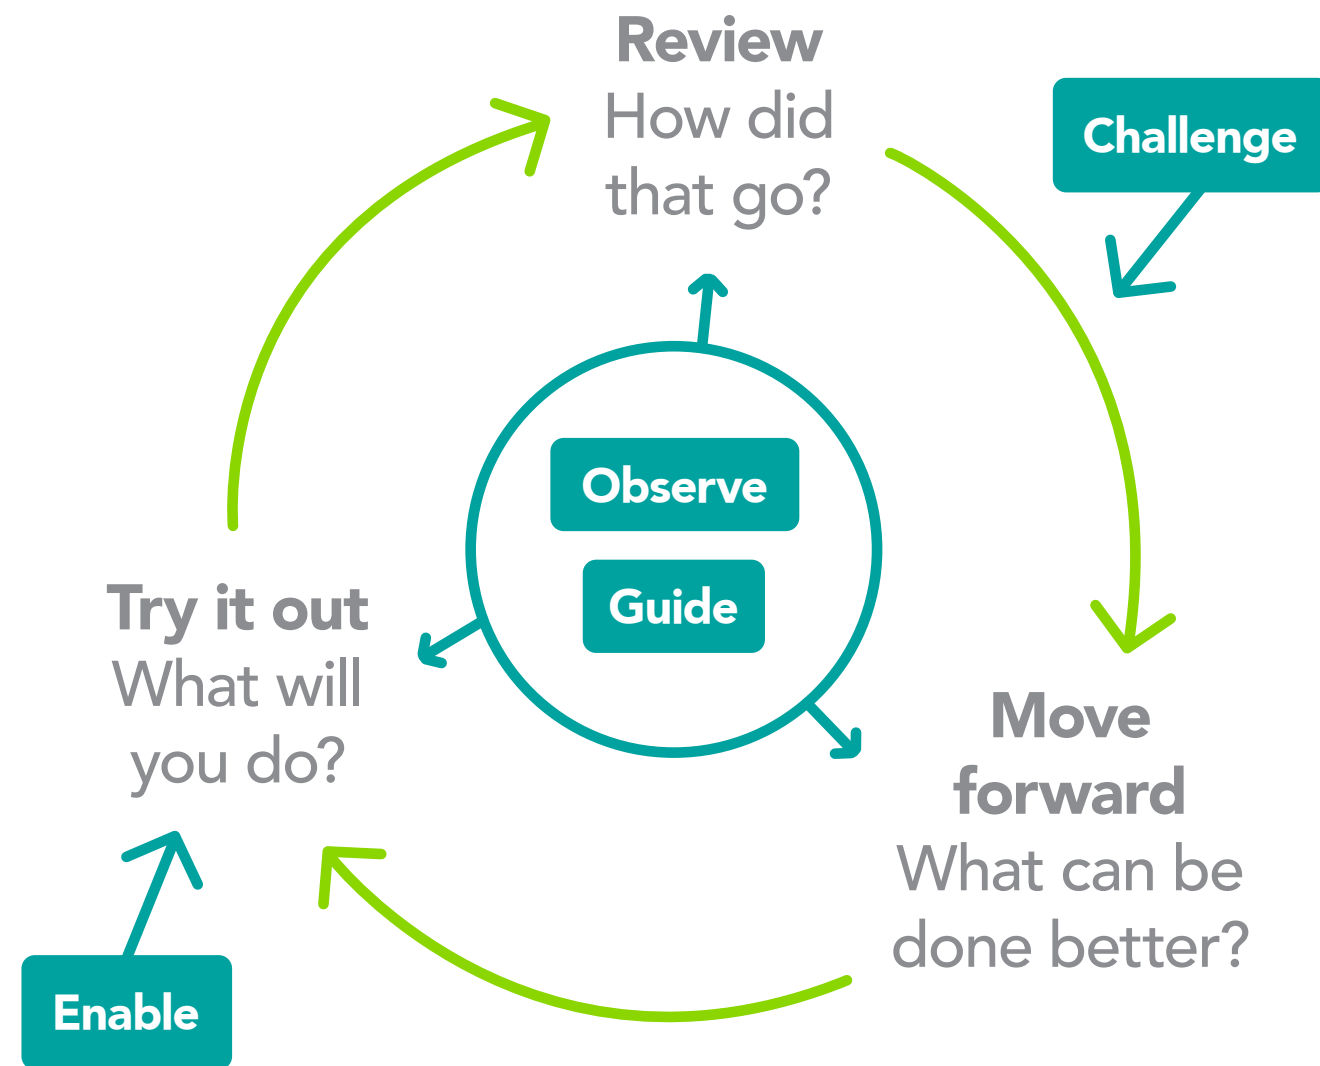 Review
How did
that go?
Challenge
Observe
Guide
Try it out
What will
you do?
Move
forward
What can be
done better?
Enable